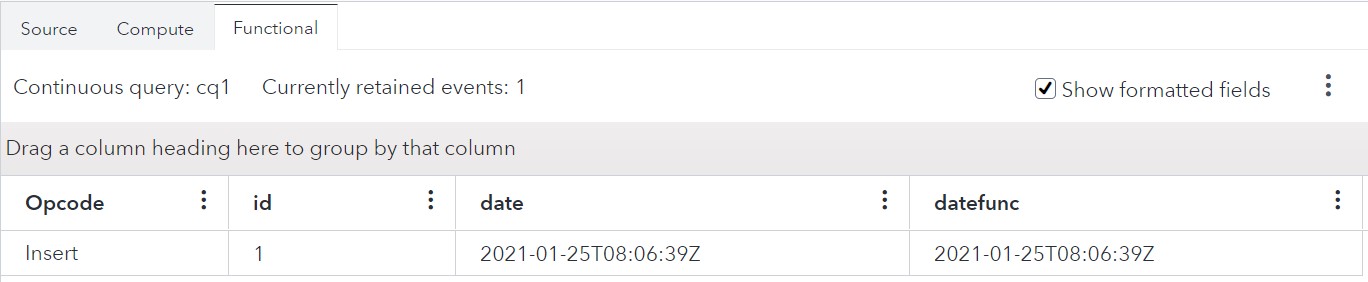 Source Compute Functional
Continuous query: cq1 Currently retained events: 1 Show formatted fields
Drag a column heading here to group by that column
Opcode id date datefunc
Insert 1 2021-01-25T08:06:39Z 2021-01-25T08:06:39Z